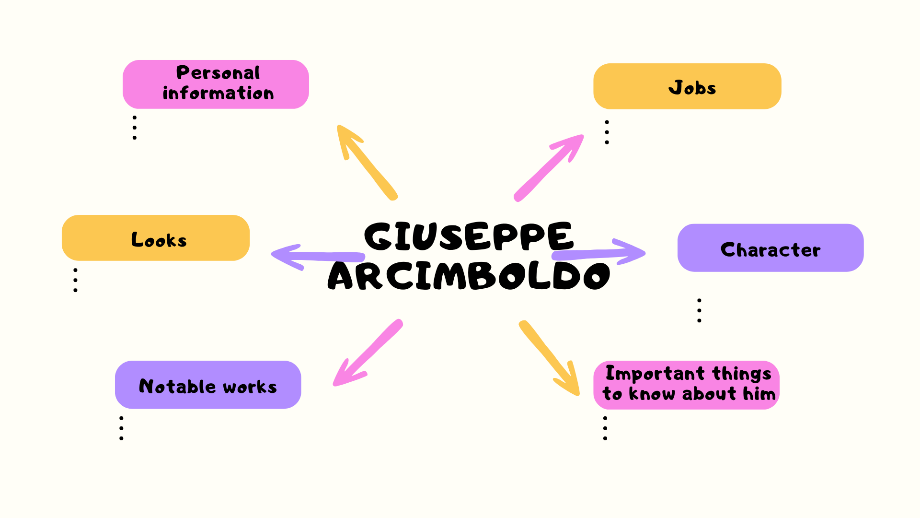 Personal
information
Jobs
Looks
GIUSEPPE
ARCIMBOLDO
Character
Notable works
Important things
to know about him